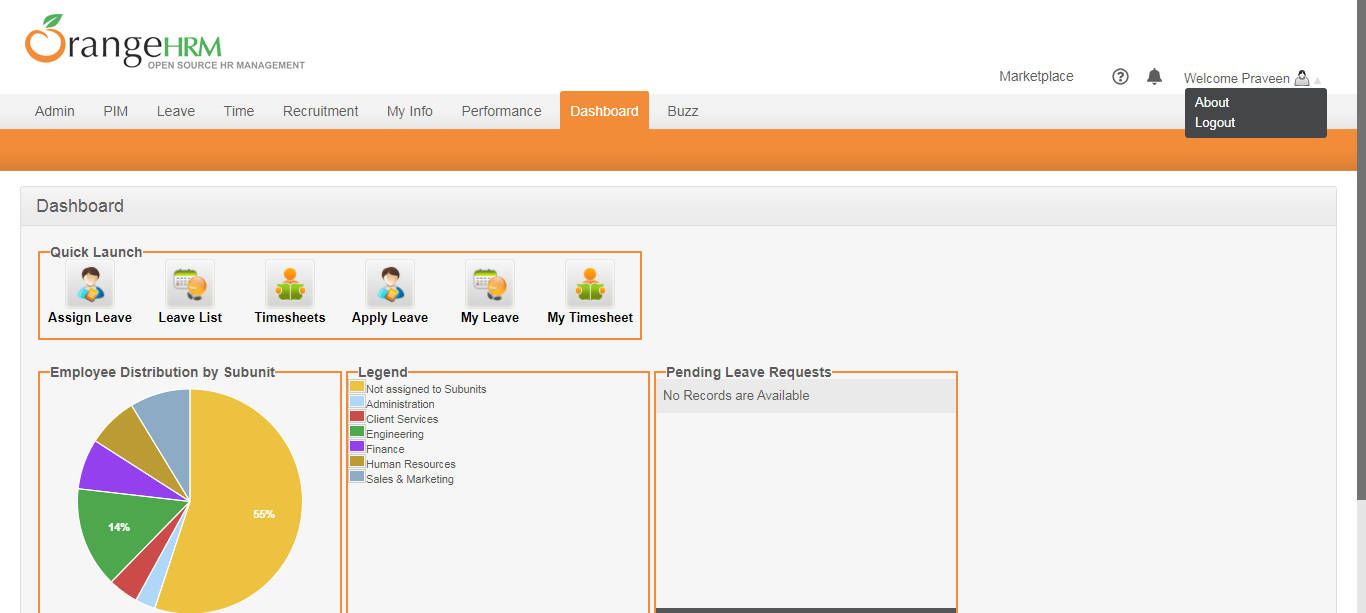 OrangeHRM
OPEN SOURCE HR MANAGEMENT
Marketplace ? Welcome Praveen
About
Logout
Admin PIM Leave Time Recruitment My Info Performance Dashboard Buzz
Dashboard
Quick Launch
Assign Leave Leave List Timesheets Apply Leave My Leave My Timesheet
Employee Distribution by Subunit
55%
14%
Legend
Not assigned to Subunits
Administration
Client Services
Engineering
Finance
Human Resources
Sales & Marketing
Pending Leave Requests
No Records are Available